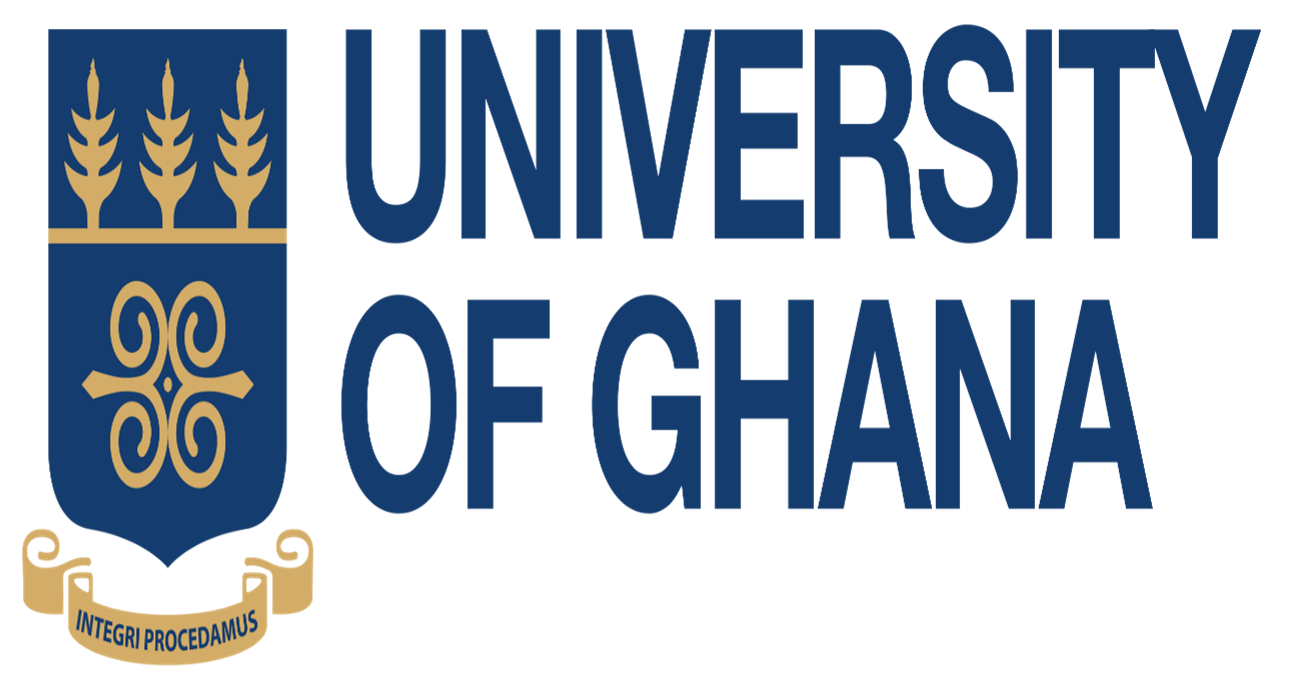 UNIVERSITY
OF GHANA
INTEGRI PROCEDAMUS